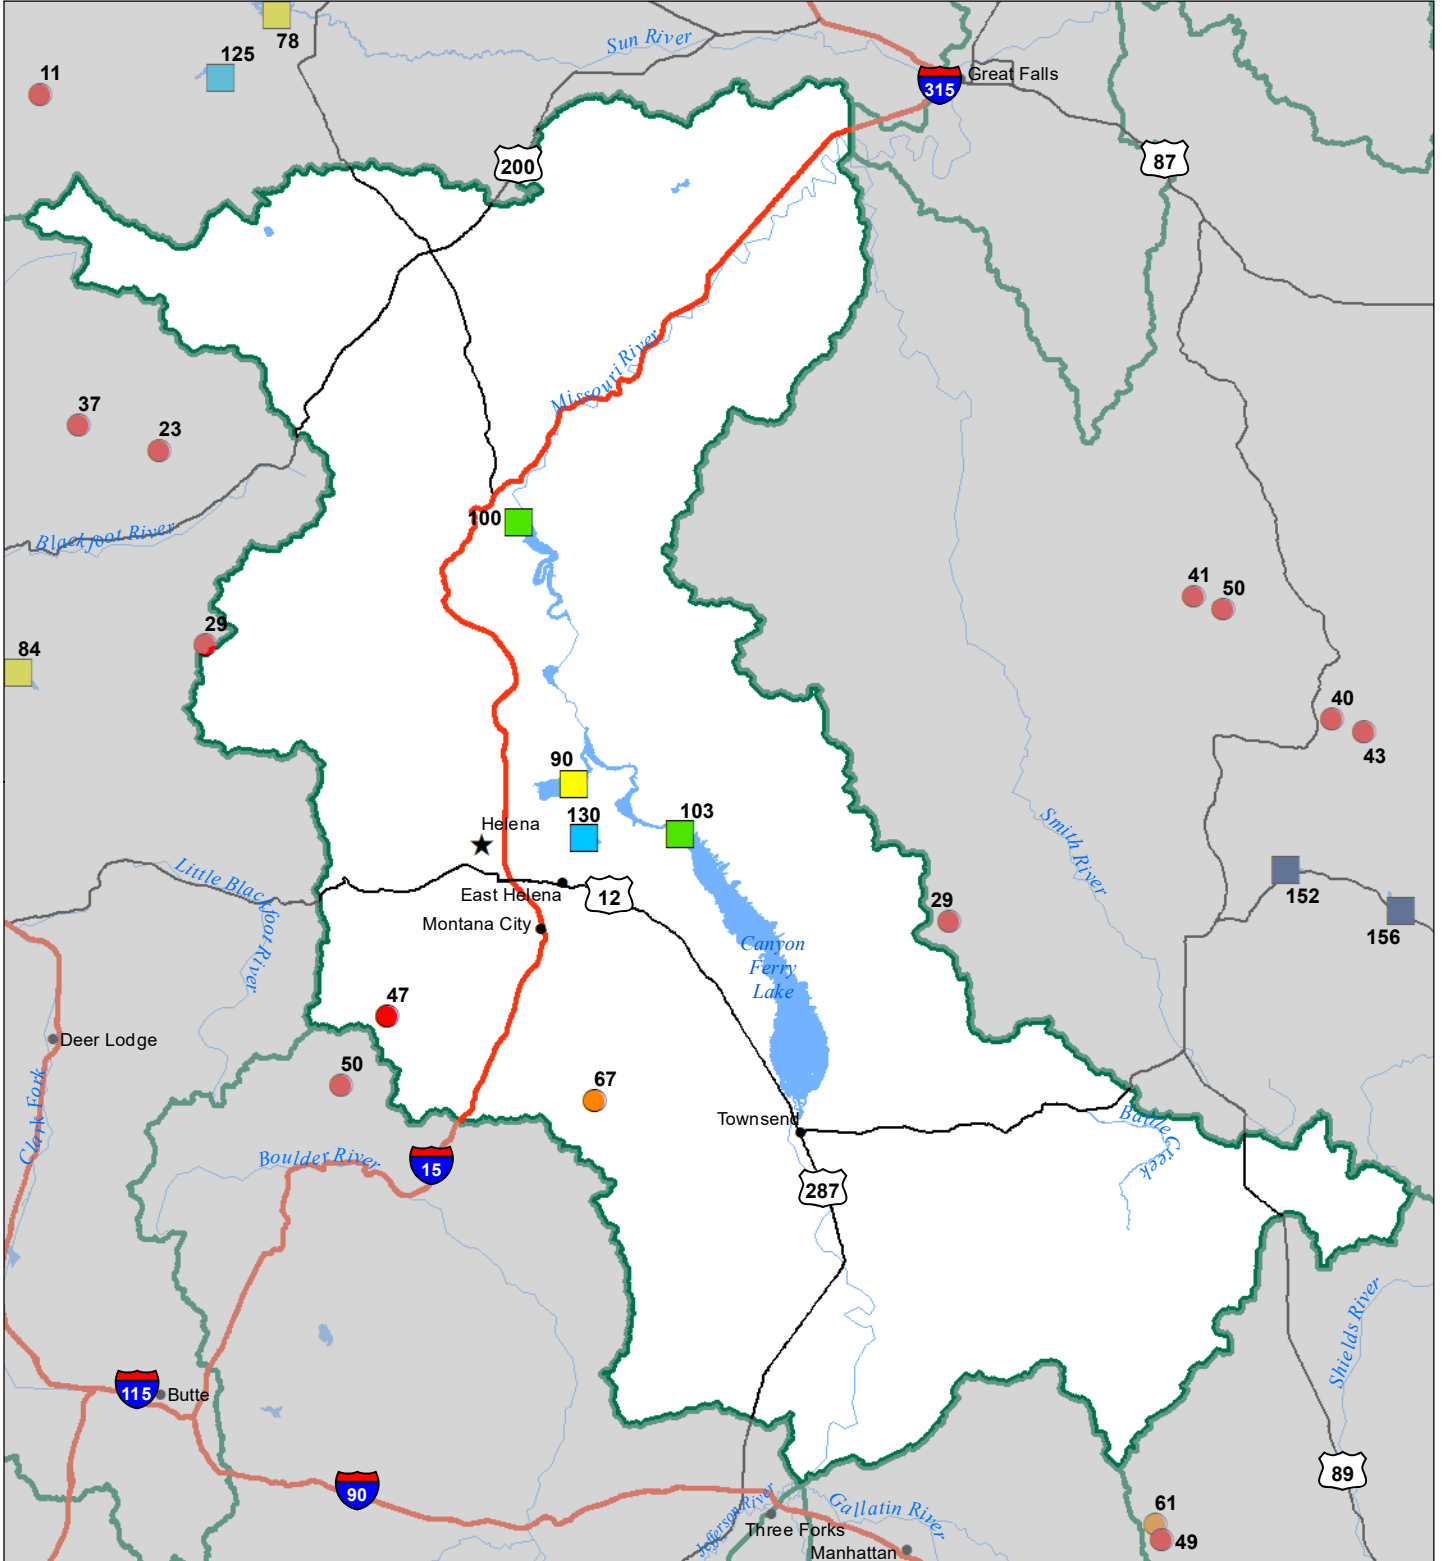 78
125
11
Sun River
Great Falls
315
200
87
Missouri River
37
23
100
Blackfoot River
41
50
29
84
40
43
90
130
103
Helena
Smith River
Little Blackfoot River
East Helena
12
152
29
156
Montana City
Canyon
Ferry
Lake
47
Deer Lodge
50
67
Clark Fork
Townsend
Battle Creek
Boulder River
15
287
Shields River
115
Butte
89
90
Jefferson River
Gallatin River
61
Three Forks
49
Manhattan